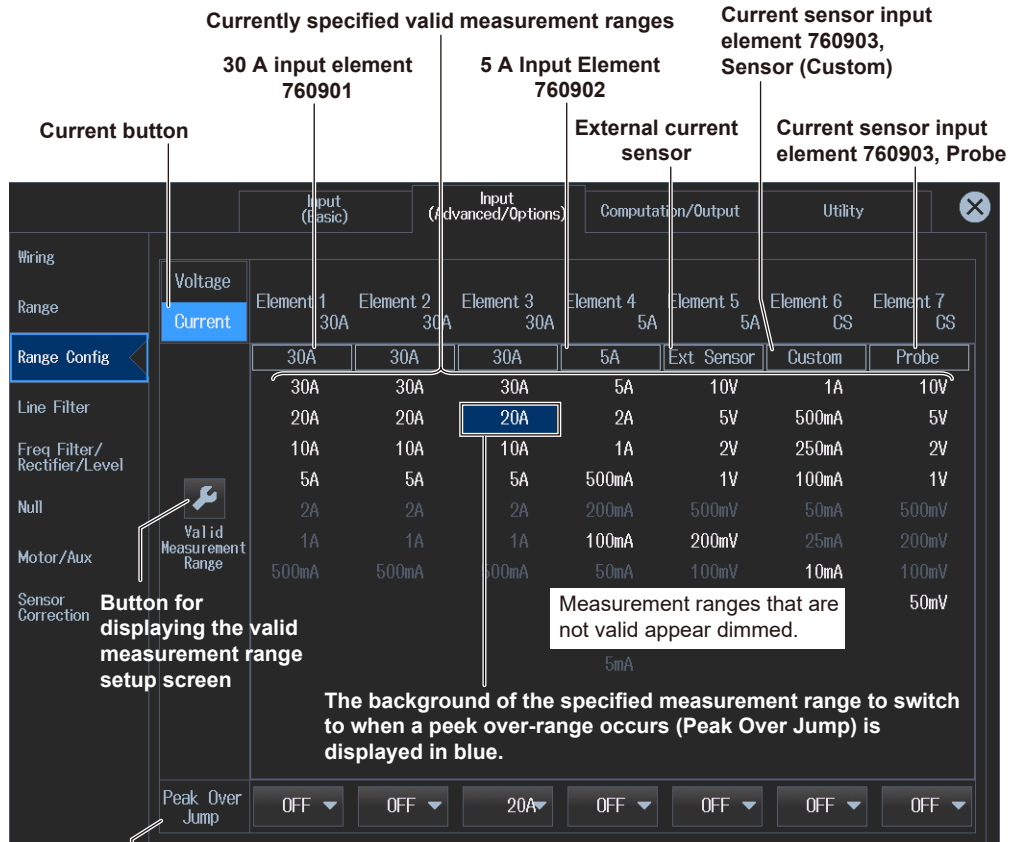 Currently specified valid measurement ranges
Current sensor input
element 760903,
Sensor (Custom)
30 A input element
760901
5 A Input Element
760902
Current button
External current
sensor
Current sensor input
element 760903, Probe
Input
(Basic)
Input
(Advanced/Options)
Computation/Output
Utility
Wiring
Range
Range Config
Line Filter
Freq Filter/
Rectifier/Level
Null
Motor/Aux
Sensor
Correction
Voltage
Current
Valid
Measurement
Range
Element 1 Element 2 Element 3 Element 4 Element 5 Element 6 Element 7
30A 30A 30A 5A 5A CS CS
30A 30A 30A 5A Ext Sensor Custom Probe
30A 30A 30A 5A 10V 1A 10V
20A 20A 20A 2A 5V 500mA 5V
10A 10A 10A 1A 2V 250mA 2V
5A 5A 5A 500mA 1V 100mA 1V
2A 2A 2A 200mA 500mV 50mA 500mV
1A 1A 1A 100mA 200mV 25mA 200mV
500mA 500mA 500mA 50mA 100mV 10mA 100mV
50mV
5mA
Measurement ranges that are
not valid appear dimmed.
Button for
displaying the valid
measurement range
setup screen
The background of the specified measurement range to switch
to when a peek over-range occurs (Peak Over Jump) is
displayed in blue.
Peak Over
Jump
OFF OFF 20A OFF OFF OFF OFF